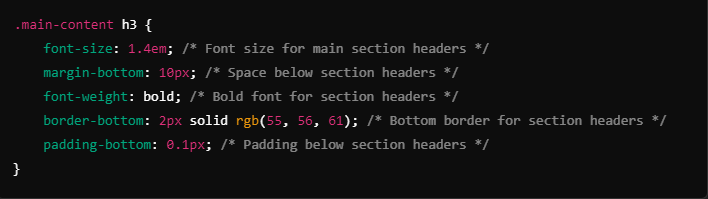 .main-content h3 {
font-size: 1.4em; /* Font size for main section headers */
margin-bottom: 10px; /* Space below section headers */
font-weight: bold; /* Bold font for section headers */
border-bottom: 2px solid rgb(55, 56, 61); /* Bottom border for section headers */
padding-bottom: 0.1px; /* Padding below section headers */
}